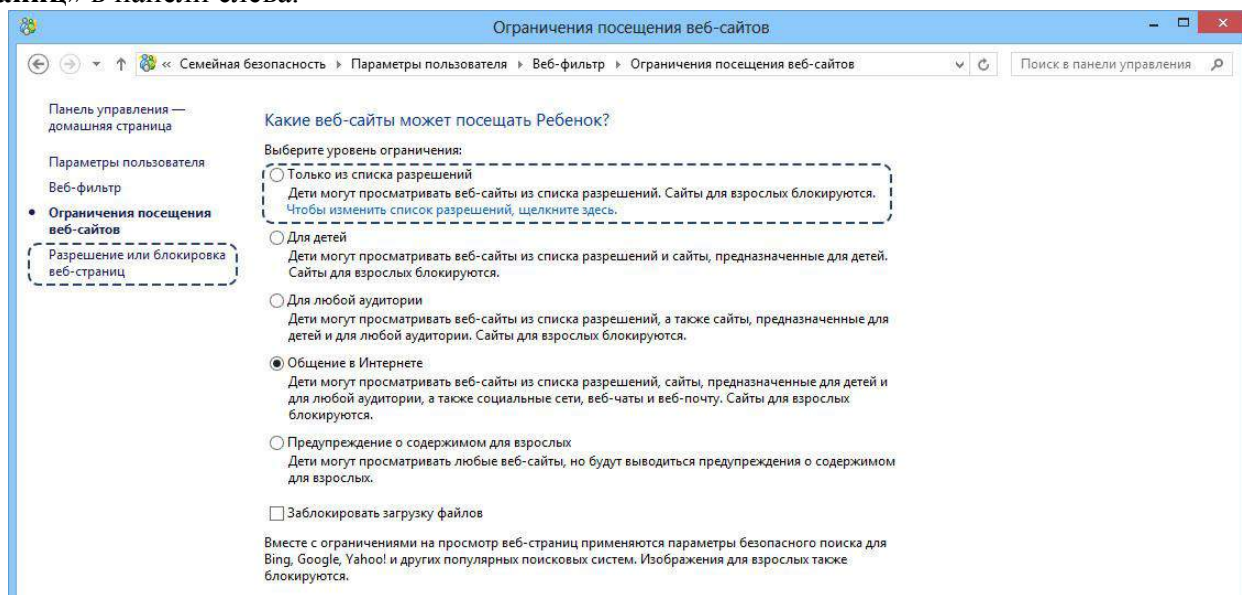 Ограничения посещения веб-сайтов
« Семейная безопасность ▸ Параметры пользователя ▸ Веб-фильтр ▸ Ограничения посещения веб-сайтов
Поиск в панели управления
Панель управления —
домашняя страница
Параметры пользователя
Веб-фильтр
• Ограничения посещения
веб-сайтов
Разрешение или блокировка
веб-страниц
Какие веб-сайты может посещать Ребенок?
Выберите уровень ограничения:
Только из списка разрешений
Дети могут просматривать веб-сайты из списка разрешений. Сайты для взрослых блокируются.
Чтобы изменить список разрешений, щелкните здесь.
Для детей
Дети могут просматривать веб-сайты из списка разрешений и сайты, предназначенные для детей.
Сайты для взрослых блокируются.
Для любой аудитории
Дети могут просматривать веб-сайты из списка разрешений, а также сайты, предназначенные для
детей и для любой аудитории. Сайты для взрослых блокируются.
Общение в Интернете
Дети могут просматривать веб-сайты из списка разрешений, сайты, предназначенные для детей и
для любой аудитории, а также социальные сети, веб-чаты и веб-почту. Сайты для взрослых
блокируются.
Предупреждение о содержимом для взрослых
Дети могут просматривать любые веб-сайты, но будут выводиться предупреждения о содержимом
для взрослых.
Заблокировать загрузку файлов
Вместе с ограничениями на просмотр веб-страниц применяются параметры безопасного поиска для
Bing, Google, Yahoo! и других популярных поисковых систем. Изображения для взрослых также
блокируются.